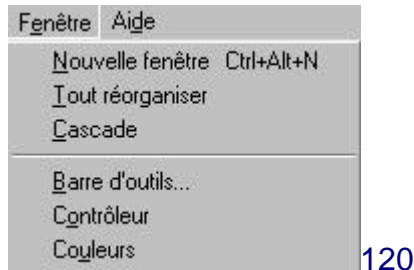 Fenêtre Aide
Nouvelle fenêtre Ctrl+Alt+N
Tout réorganiser
Cascade
Barre d'outils...
Contrôleur
Couleurs
120